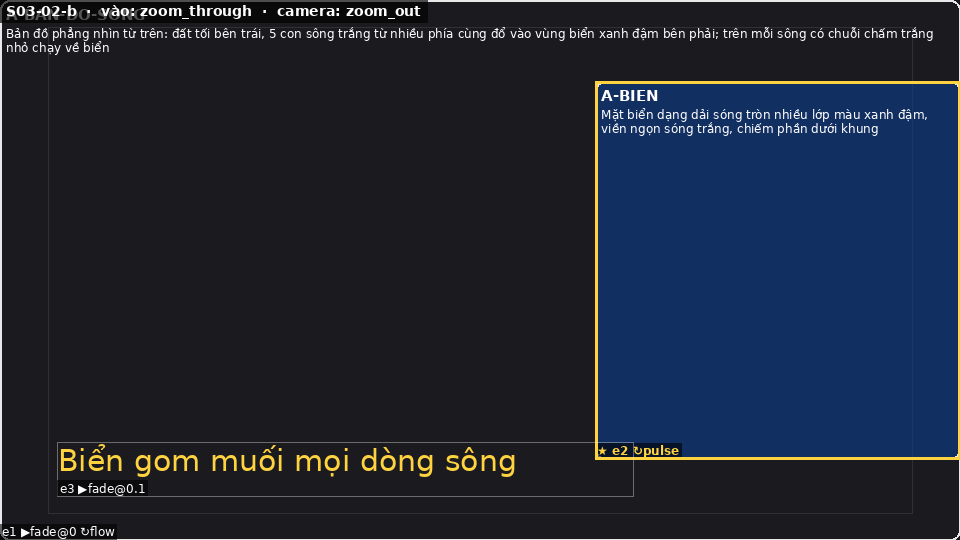 A-BAN-DO-SONG
S03-02-b · vào: zoom_through · camera: zoom_out
Bản đồ phẳng nhìn từ trên: đất tối bên trái, 5 con sông trắng từ nhiều phía cùng đổ vào vùng biển xanh đậm bên phải; trên mỗi sông có chuỗi chấm trắng
nhỏ chạy về biển
A-BIEN
Mặt biển dạng dải sóng tròn nhiều lớp màu xanh đậm,
viền ngọn sóng trắng, chiếm phần dưới khung
★ e2 ↻pulse
Biển gom muối mọi dòng sông
e3 ▶fade@0.1
e1 ▶fade@0 ↻flow